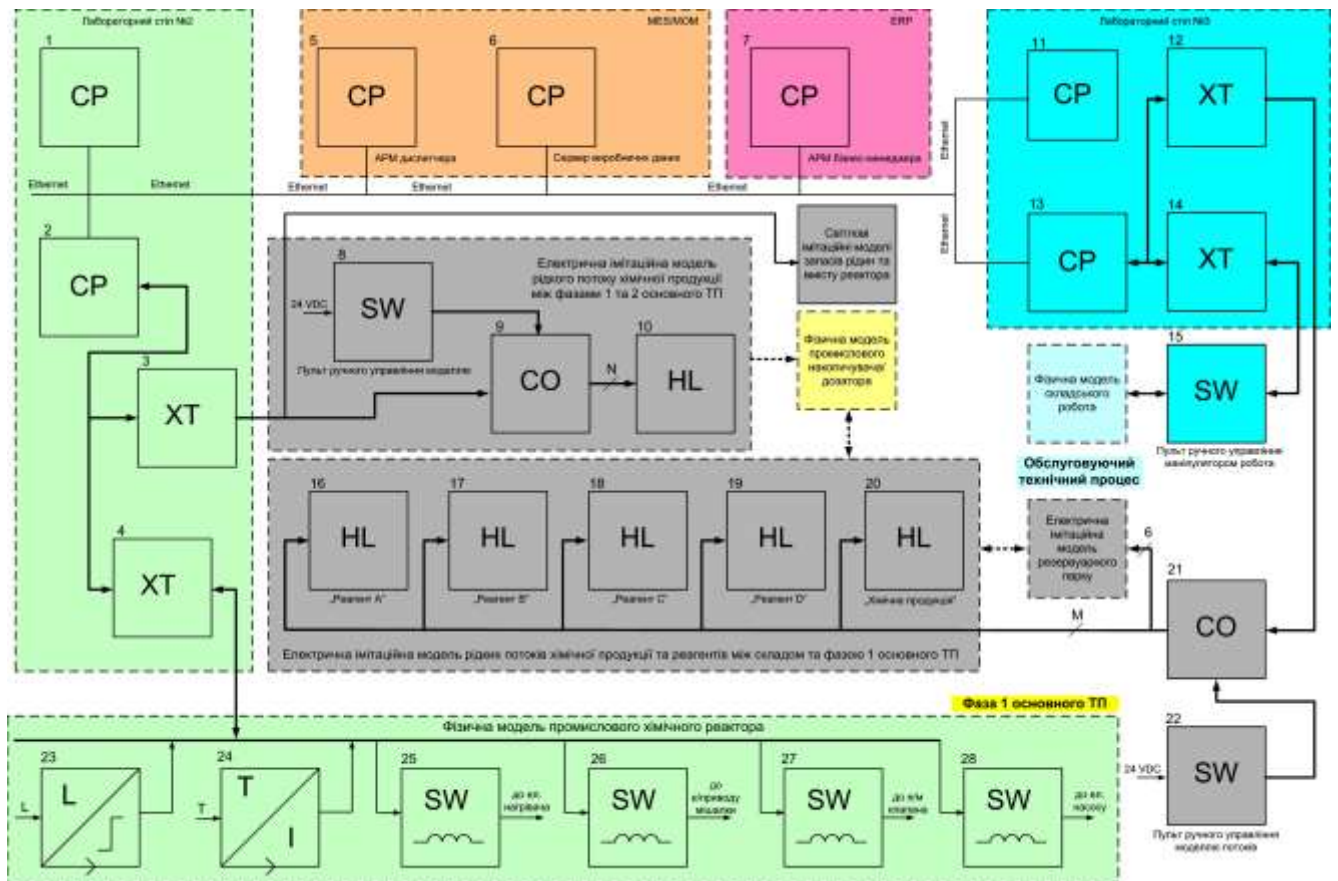 Лабораторний стіл №2
MES/MOM
ERP
Лабораторний стіл №3
1
CP
5
CP
6
CP
7
CP
11
CP
12
XT
АРМ диспетчера
Сервер виробничих даних
АРМ бізнес-менеджера
Ethernet
Ethernet
Ethernet
Ethernet
Ethernet
Ethernet
Ethernet
2
CP
8
SW
24 VDC
Електрична імітаційна модель
рідкого потоку хімічної продукції
між фазами 1 та 2 основного ТП
Світлові
імітаційні моделі
запасів рідин та
вмісту реактора
13
CP
14
XT
Пульт ручного управління моделлю
9
CO
N
10
HL
Фізична модель
промислового
накопичувача/
дозатора
3
XT
Фізична модель
складського
робота
15
SW
Пульт ручного управління
маніпулятором робота
Обслуговуючий
технічний процес
4
XT
16
HL
„Реагент A”
17
HL
„Реагент B”
18
HL
„Реагент C”
19
HL
„Реагент D”
20
HL
„Хімічна продукція”
Електрична
імітаційна
модель
резервуарного
парку
6
M
21
CO
Електрична імітаційна модель рідких потоків хімічної продукції та реагентів між складом та фазою 1 основного ТП
Фаза 1 основного ТП
Фізична модель промислового хімічного реактора
23
L
L
24
T
T
I
25
SW
до ел.
нагрівача
26
SW
до
е/приводу
мішалки
27
SW
до е/м
клапана
28
SW
до ел.
насосу
22
SW
24 VDC
Пульт ручного управління
моделлю потоків